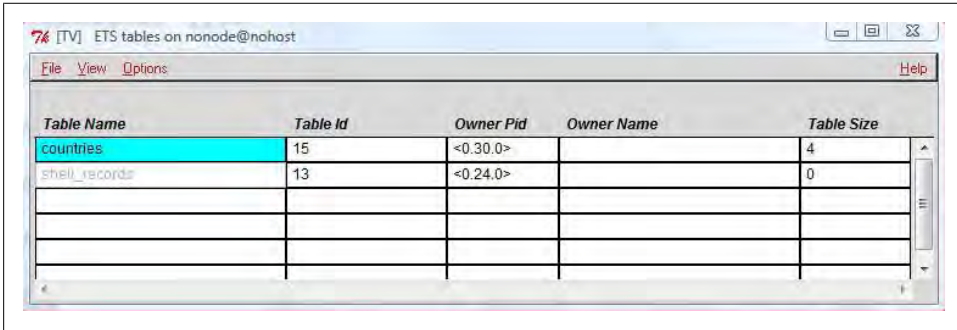 [TV] ETS tables on nonode@nohost
File View Options Help
Table Name Table Id Owner Pid Owner Name Table Size
countries 15 <0.30.0> 4
shell_records 13 <0.24.0> 0